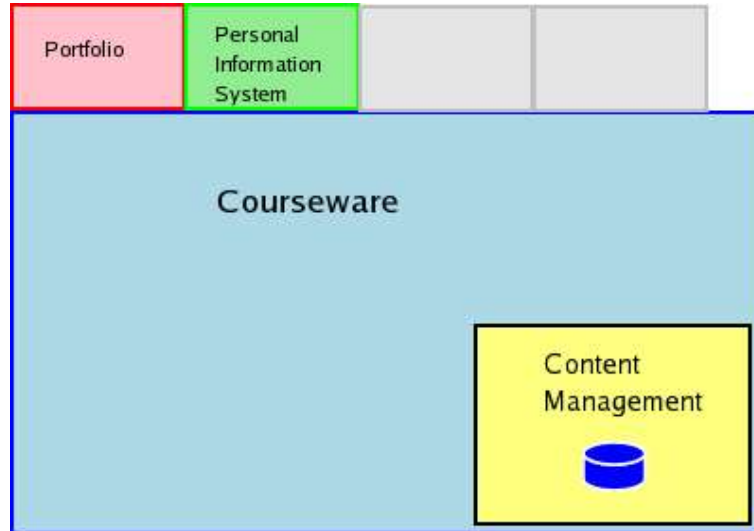 Portfolio
Personal
Information
System
Courseware
Content
Management